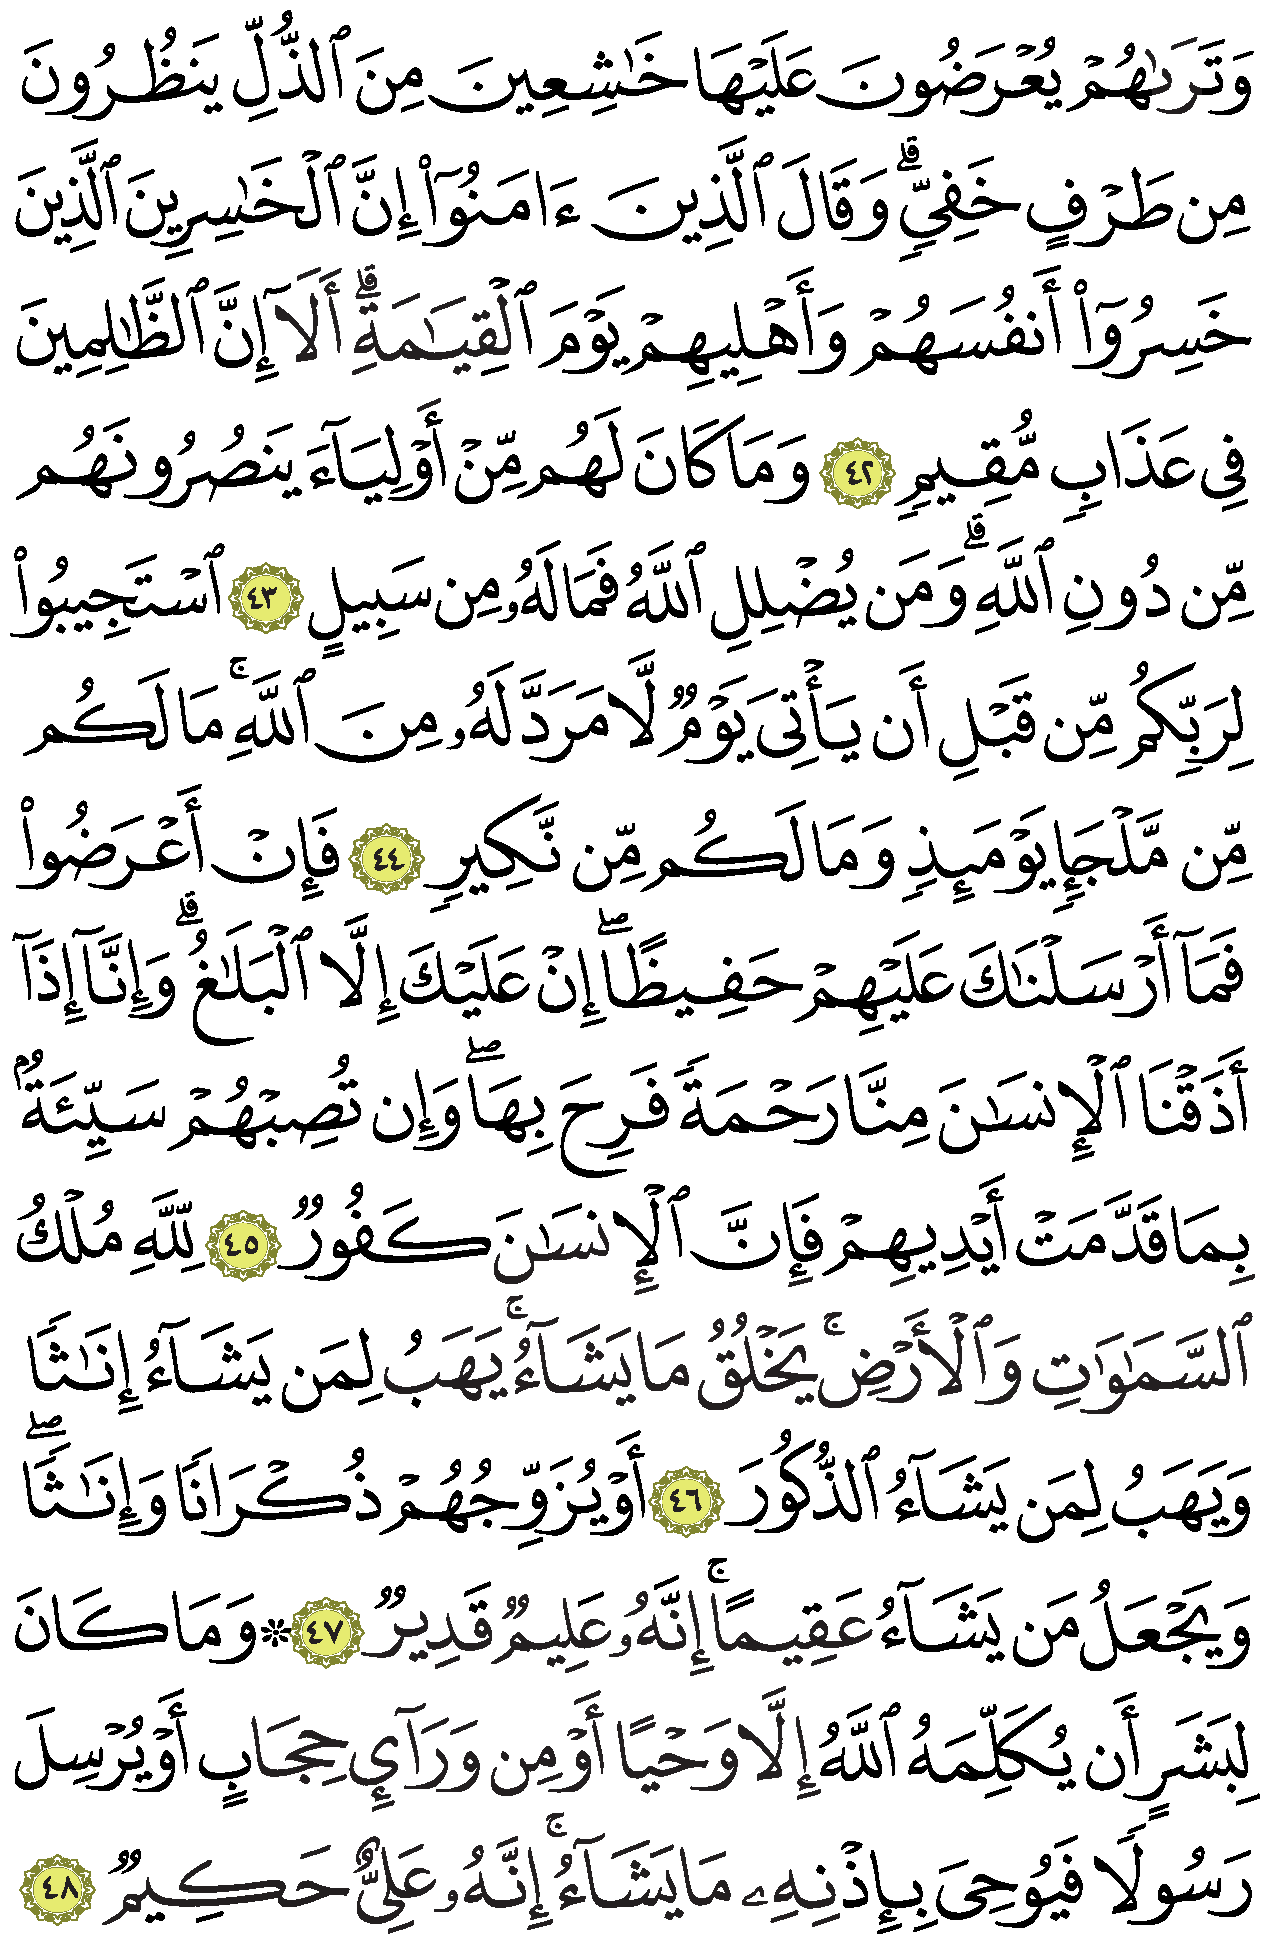 وَتَرَىٰهُمْ يُعْرَضُونَ عَلَيْهَا خَٰشِعِينَ مِنَ ٱلذُّلِّ يَنظُرُونَ
مِن طَرْفٍ خَفِيٍّ ۗ وَقَالَ ٱلَّذِينَ ءَامَنُوٓا۟ إِنَّ ٱلْخَٰسِرِينَ ٱلَّذِينَ
خَسِرُوٓا۟ أَنفُسَهُمْ وَأَهْلِيهِمْ يَوْمَ ٱلْقِيَٰمَةِ ۗ أَلَآ إِنَّ ٱلظَّٰلِمِينَ
فِى عَذَابٍ مُّقِيمٍ ٤٢ وَمَا كَانَ لَهُم مِّنْ أَوْلِيَآءَ يَنصُرُونَهُم
مِّن دُونِ ٱللَّهِ ۗ وَمَن يُضْلِلِ ٱللَّهُ فَمَا لَهُۥ مِن سَبِيلٍ ٤٣ ٱسْتَجِيبُوا۟
لِرَبِّكُم مِّن قَبْلِ أَن يَأْتِىَ يَوْمٌ لَّا مَرَدَّ لَهُۥ مِنَ ٱللَّهِ ۚ مَا لَكُم
مِّن مَّلْجَإٍ يَوْمَئِذٍ وَمَا لَكُم مِّن نَّكِيرٍ ٤٤ فَإِنْ أَعْرَضُوا۟
فَمَآ أَرْسَلْنَٰكَ عَلَيْهِمْ حَفِيظًا ۖ إِنْ عَلَيْكَ إِلَّا ٱلْبَلَٰغُ ۗ وَإِنَّآ إِذَآ
أَذَقْنَا ٱلْإِنسَٰنَ مِنَّا رَحْمَةً فَرِحَ بِهَا ۖ وَإِن تُصِبْهُمْ سَيِّئَةٌۢ
بِمَا قَدَّمَتْ أَيْدِيهِمْ فَإِنَّ ٱلْإِنسَٰنَ كَفُورٌ ٤٥ لِّلَّهِ مُلْكُ
ٱلسَّمَٰوَٰتِ وَٱلْأَرْضِ ۚ يَخْلُقُ مَا يَشَآءُ ۚ يَهَبُ لِمَن يَشَآءُ إِنَٰثًا
وَيَهَبُ لِمَن يَشَآءُ ٱلذُّكُورَ ٤٦ أَوْ يُزَوِّجُهُمْ ذُكْرَانًا وَإِنَٰثًا ۖ
وَيَجْعَلُ مَن يَشَآءُ عَقِيمًا ۚ إِنَّهُۥ عَلِيمٌ قَدِيرٌ ٤٧ ۞ وَمَا كَانَ
لِبَشَرٍ أَن يُكَلِّمَهُ ٱللَّهُ إِلَّا وَحْيًا أَوْ مِن وَرَآئِ حِجَابٍ أَوْ يُرْسِلَ
رَسُولًا فَيُوحِىَ بِإِذْنِهِۦ مَا يَشَآءُ ۚ إِنَّهُۥ عَلِىٌّ حَكِيمٌ ٤٨